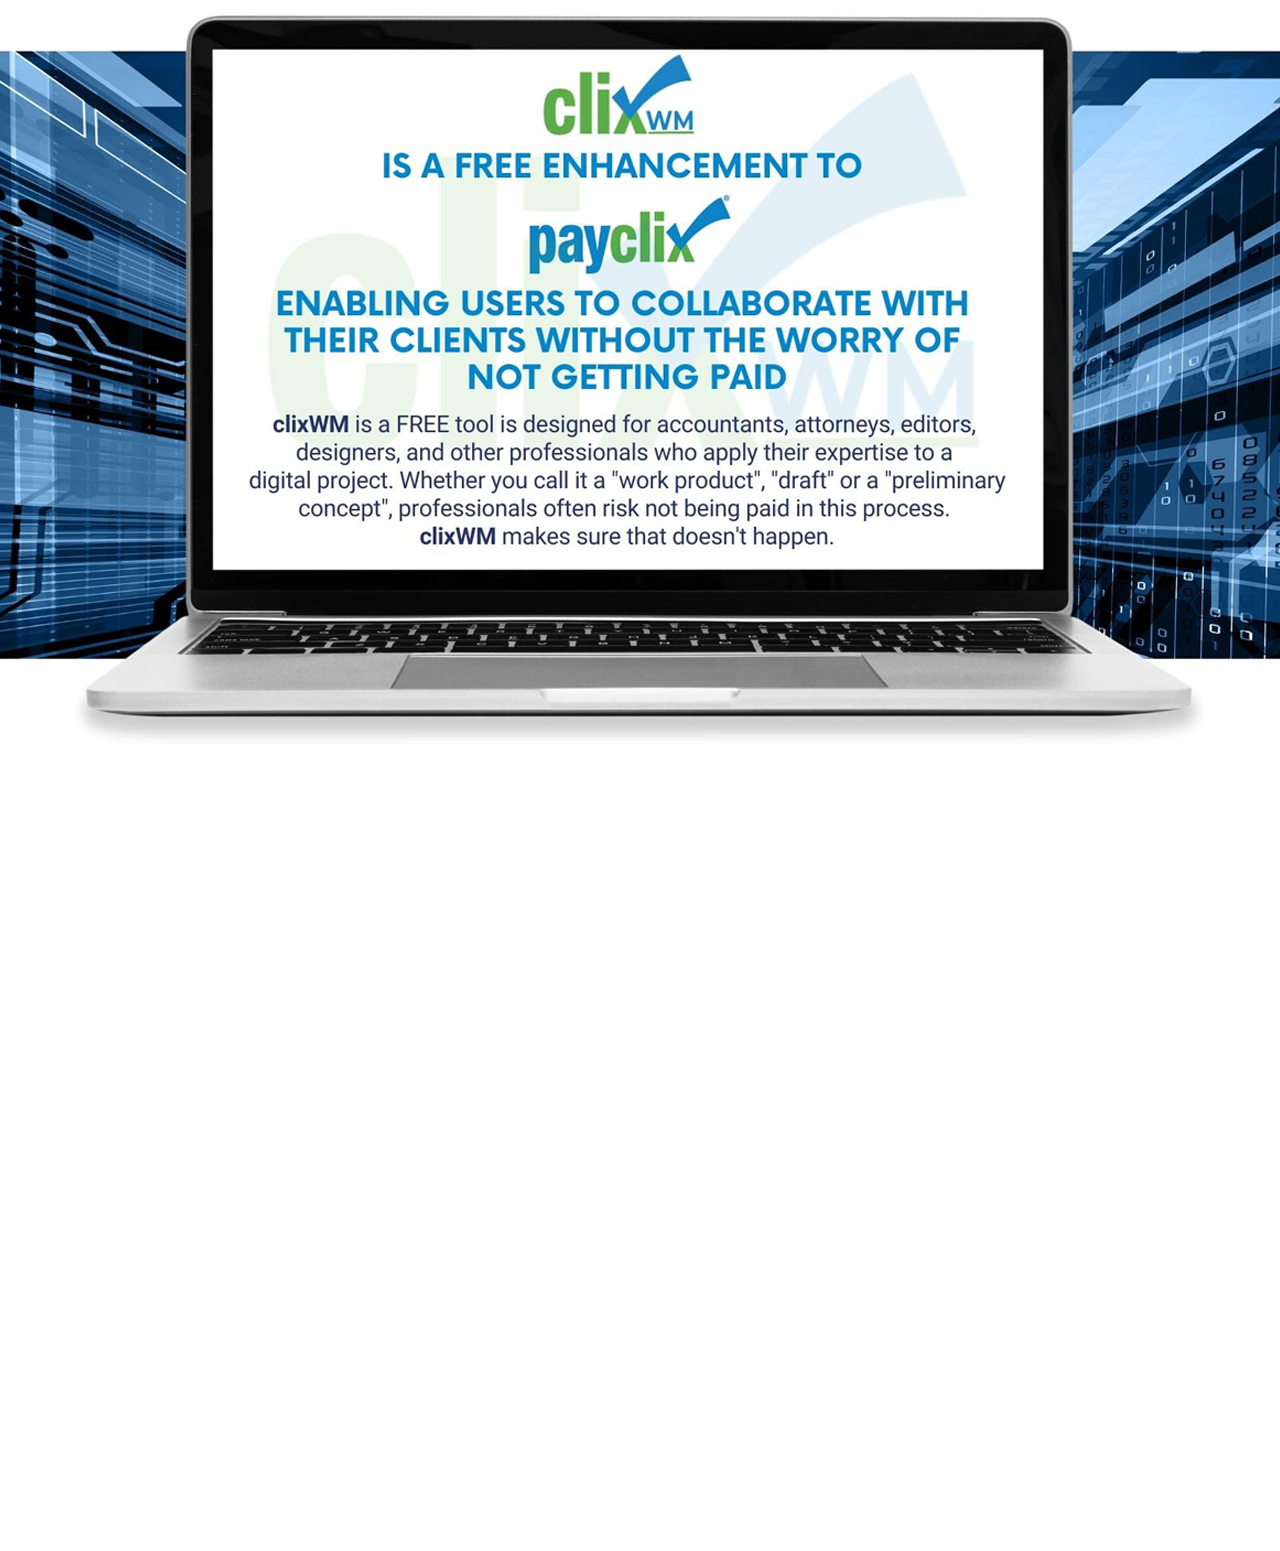 clixWM
IS A FREE ENHANCEMENT TO
payclix®
ENABLING USERS TO COLLABORATE WITH
THEIR CLIENTS WITHOUT THE WORRY OF
NOT GETTING PAID
clixWM is a FREE tool is designed for accountants, attorneys, editors,
designers, and other professionals who apply their expertise to a
digital project. Whether you call it a "work product", "draft" or a "preliminary
concept", professionals often risk not being paid in this process.
clixWM makes sure that doesn't happen.